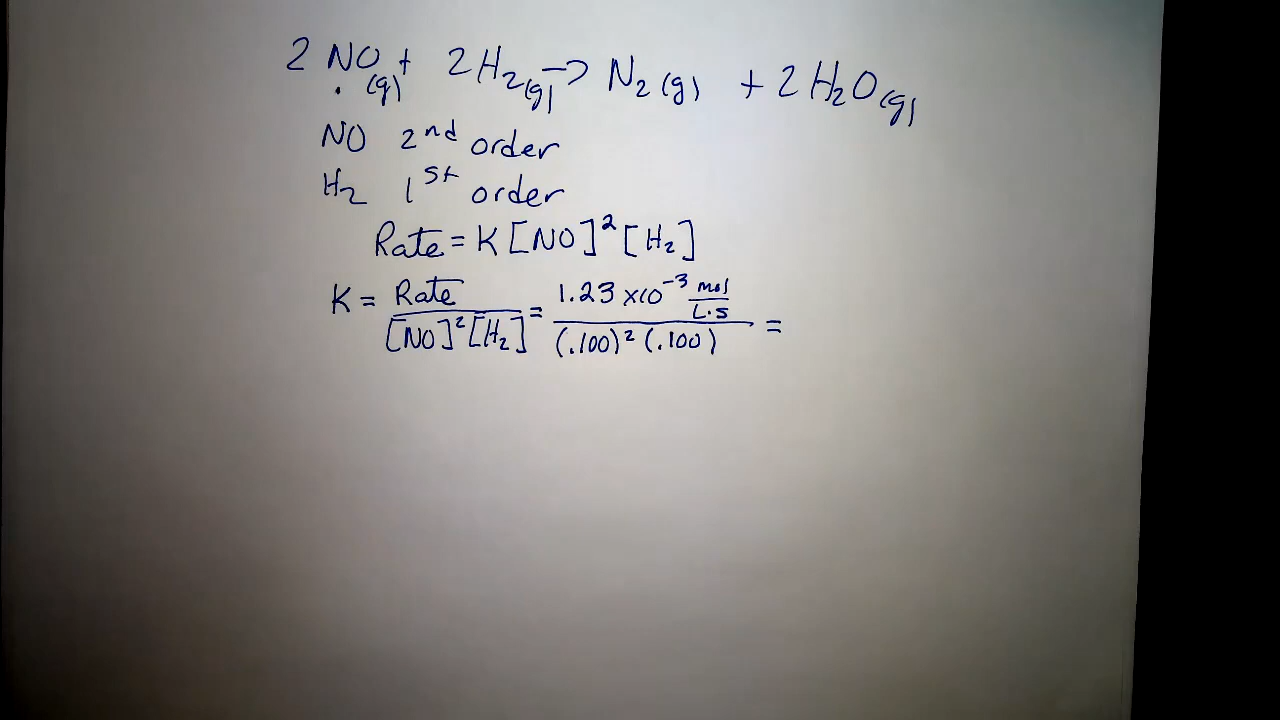 2 NO(g) + 2H₂(g) → N₂(g) + 2H₂O(g)
NO 2nd order
H₂ 1st order
Rate = K[NO]²[H₂]
K = Rate / [NO]²[H₂] = 1.23 x10⁻³ mol/L·s / (.100)²(.100) =